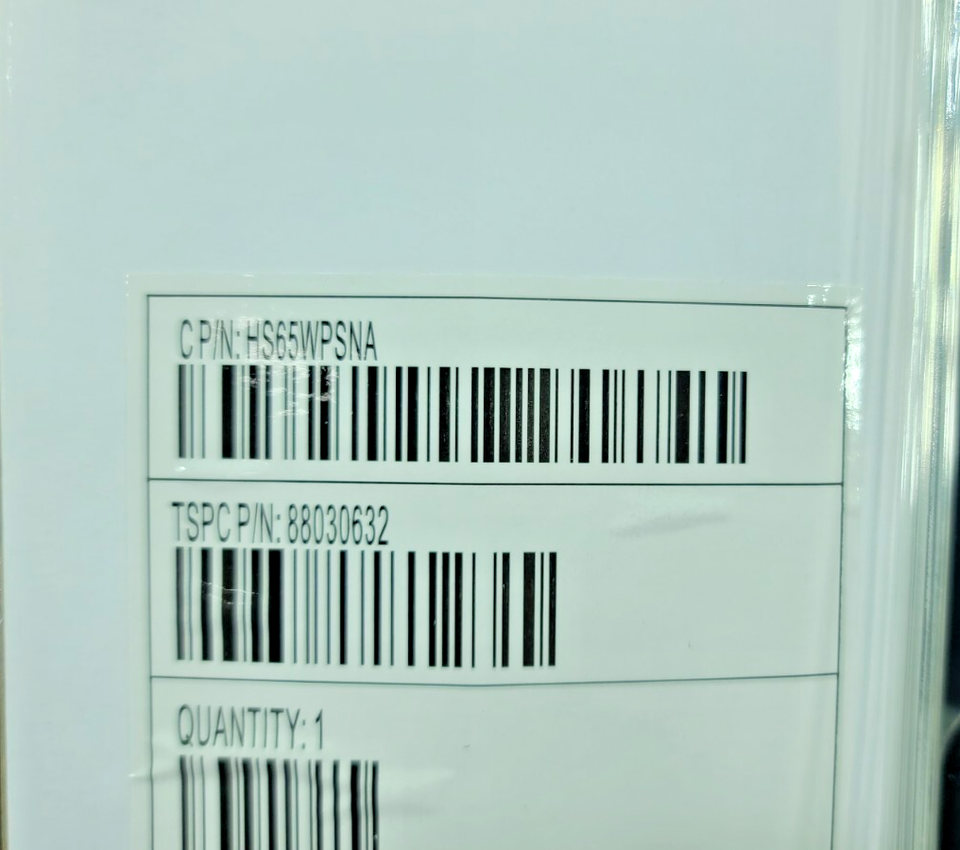 C P/N: HS65WPSNA
TSPC P/N: 88030632
QUANTITY: 1